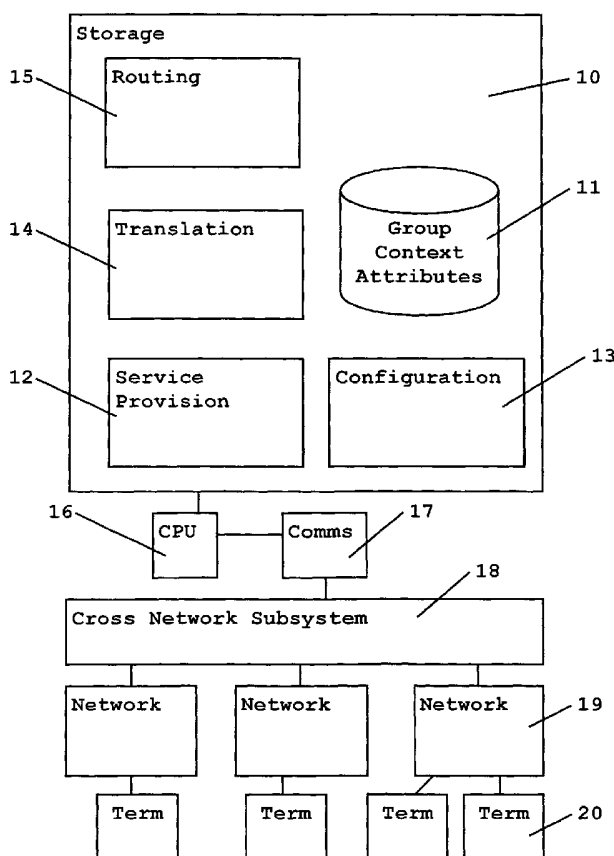 Storage
15
Routing
10
11
14
Translation
Group
Context
Attributes
12
Service
Provision
Configuration
13
16
CPU
Comms
17
18
Cross Network Subsystem
Network
Network
Network
19
Term
Term
Term
Term
20